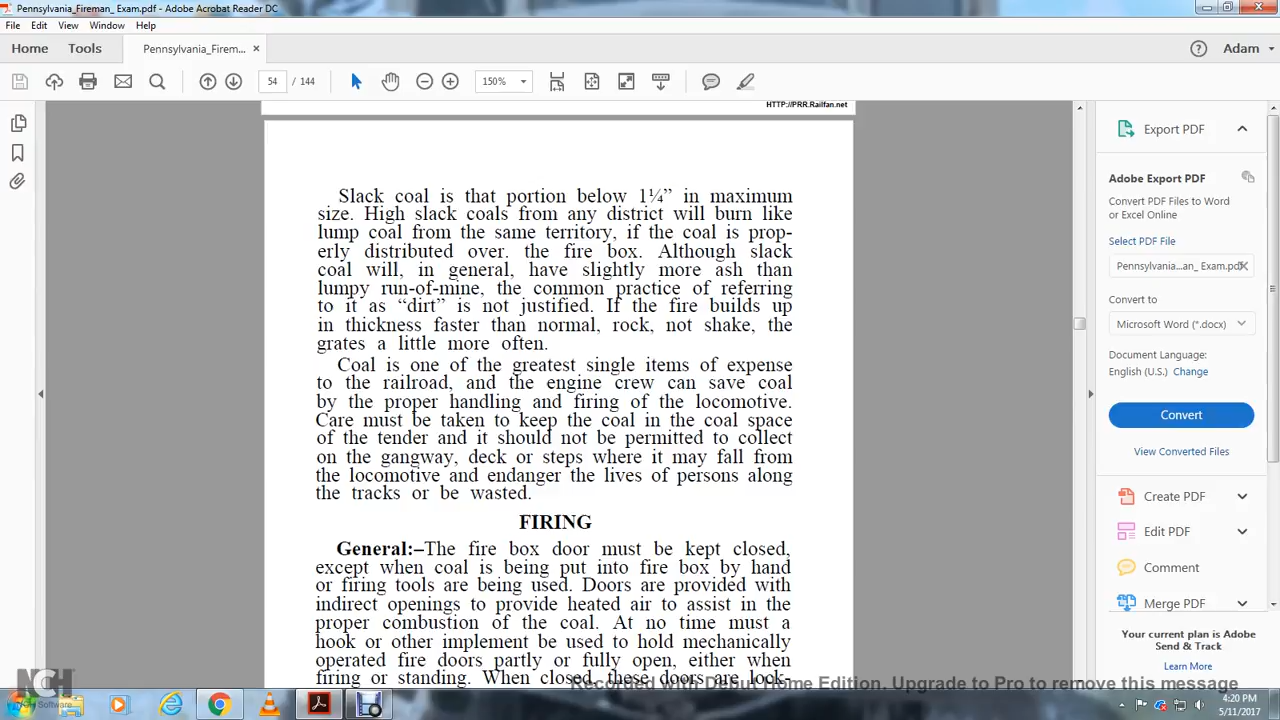 Pennsylvania_Fireman_ Exam.pdf - Adobe Acrobat Reader DC
File Edit View Window Help
Home Tools Pennsylvania_Firem... × Adam
54 / 144 150%
HTTP://PRR.Railfan.net
Slack coal is that portion below 1¼” in maximum
size. High slack coals from any district will burn like
lump coal from the same territory, if the coal is prop-
erly distributed over, the fire box. Although slack
coal will, in general, have slightly more ash than
lumpy run-of-mine, the common practice of referring
to it as “dirt” is not justified. If the fire builds up
in thickness faster than normal, rock, not shake, the
grates a little more often.
Coal is one of the greatest single items of expense
to the railroad, and the engine crew can save coal
by the proper handling and firing of the locomotive.
Care must be taken to keep the coal in the coal space
of the tender and it should not be permitted to collect
on the gangway, deck or steps where it may fall from
the locomotive and endanger the lives of persons along
the tracks or be wasted.
FIRING
General:–The fire box door must be kept closed,
except when coal is being put into fire box by hand
or firing tools are being used. Doors are provided with
indirect openings to provide heated air to assist in the
proper combustion of the coal. At no time must a
hook or other implement be used to hold mechanically
operated fire doors partly or fully open, either when
firing or standing. When closed, these doors are lock-
Export PDF
Adobe Export PDF
Convert PDF Files to Word
or Excel Online
Select PDF File
Pennsylvania...an_ Exam.pdf
Convert to
Microsoft Word (*.docx)
Document Language:
English (U.S.) Change
Convert
View Converted Files
Create PDF
Edit PDF
Comment
Merge PDF
Your current plan is Adobe
Send & Track
Learn More
NCH
NCH Software
Recorded with Debut Home Edition. Upgrade to Pro to remove this message
4:20 PM
5/11/2017